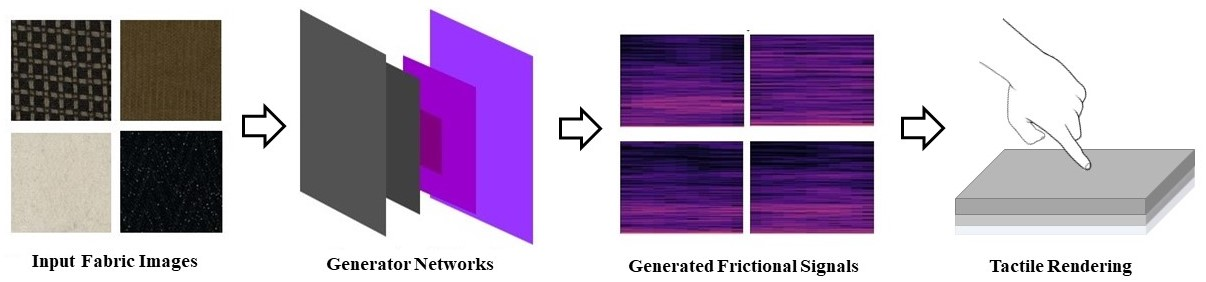 Input Fabric Images
Generator Networks
Generated Frictional Signals
Tactile Rendering